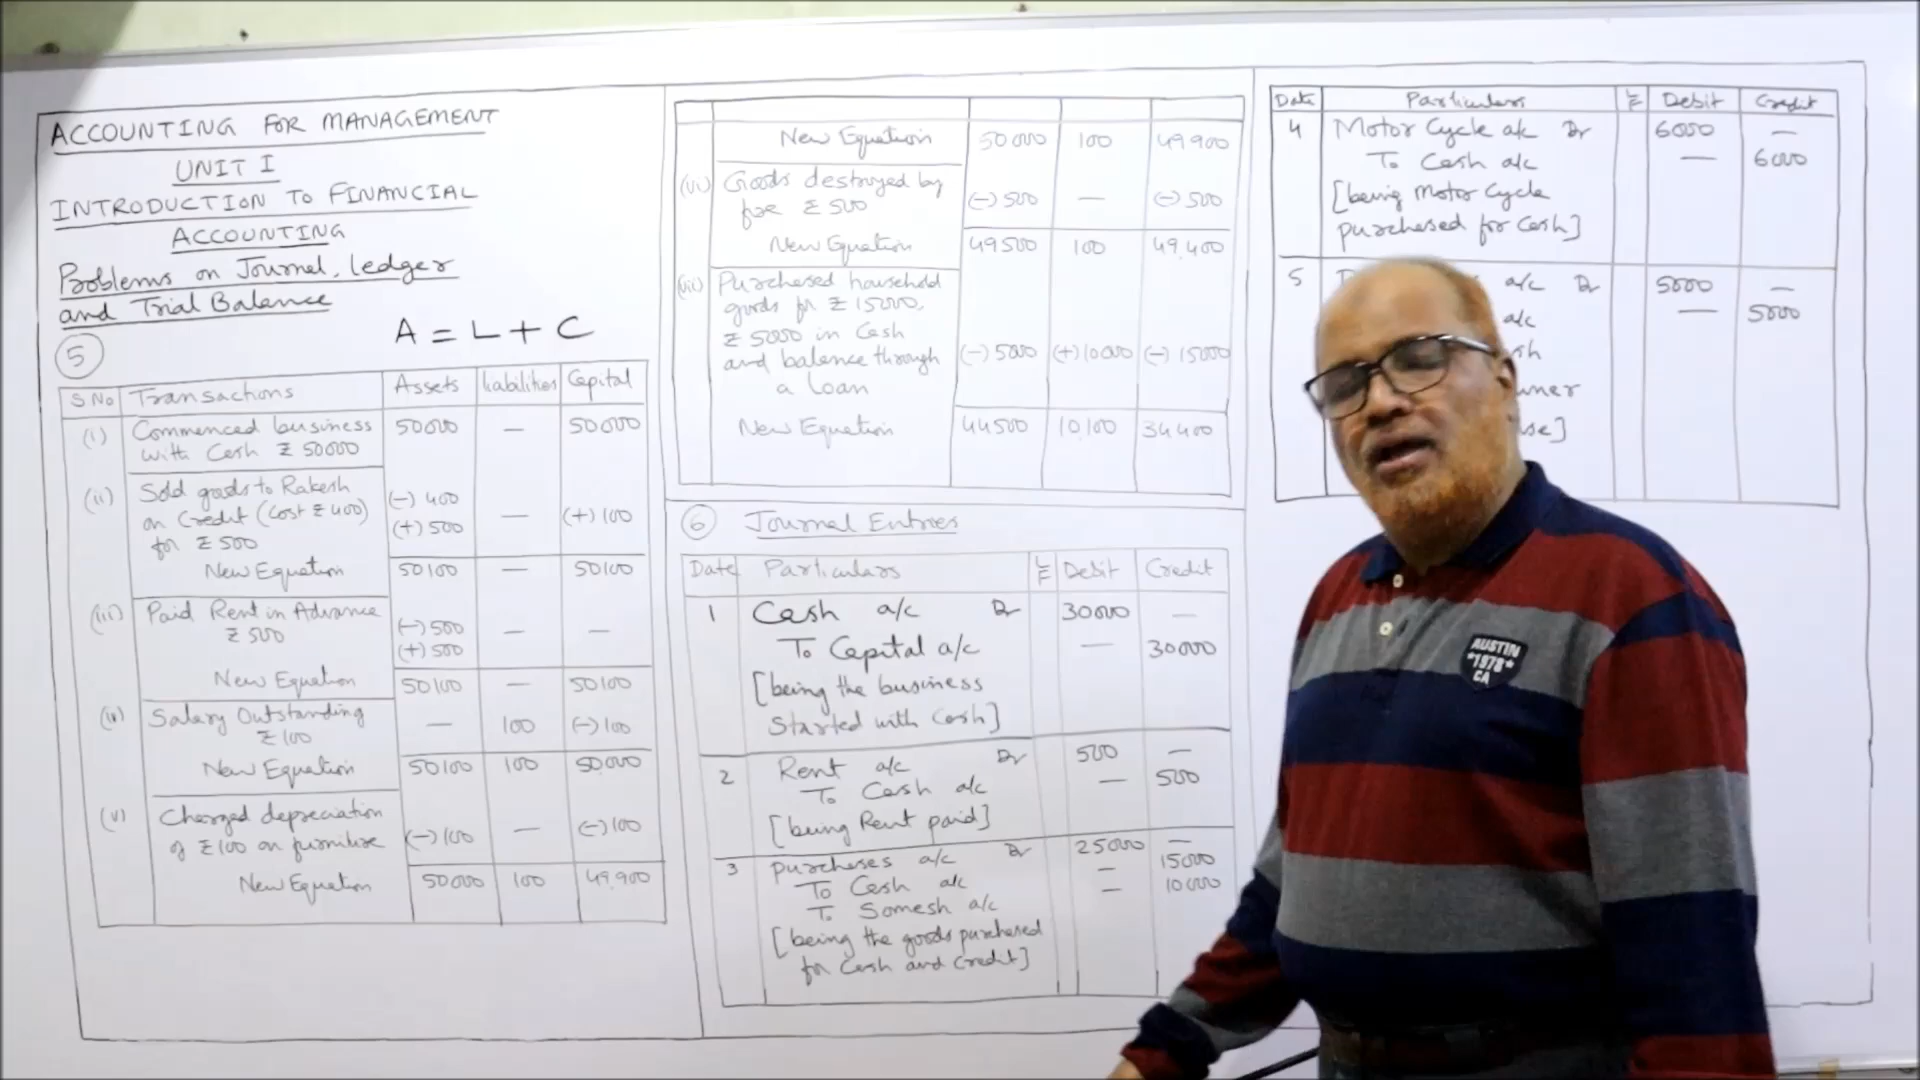 ACCOUNTING FOR MANAGEMENT
UNIT I
INTRODUCTION TO FINANCIAL
ACCOUNTING
Problems on Journal, ledger
and Trial Balance
5
A = L + C
S No Transactions Assets liabilities Capital
(i) Commenced business 50000 — 50000
with Cash ₹ 50000
(ii) Sold goods to Rakesh (-) 400
on Credit (Cost ₹ 400) (+) 500 — (+) 100
for ₹ 500
New Equation 50100 — 50100
(iii) Paid Rent in Advance (-) 500 — —
₹ 500 (+) 500
New Equation 50100 — 50100
(iv) Salary Outstanding — 100 (-) 100
₹ 100
New Equation 50100 100 50,000
(v) Charged depreciation
of ₹ 100 on furniture (-) 100 — (-) 100
New Equation 50000 100 49,900
New Equation 50000 100 49,900
(vi) Goods destroyed by
fire ₹ 500 (-) 500 — (-) 500
New Equation 49500 100 49,400
(vii) Purchased household
goods for ₹ 15000,
₹ 5000 in Cash
and balance through (-) 5000 (+) 10000 (-) 15000
a Loan
New Equation 44500 10,100 34400
6 Journal Entries
Date Particulars LF Debit Credit
1 Cash a/c Dr 30000 —
To Capital a/c — 30000
[being the business
Started with Cash]
2 Rent a/c Dr 500 —
To Cash a/c — 500
[being Rent paid]
3 Purchases a/c Dr 25000 —
To Cash a/c — 15000
To Somesh a/c — 10000
[being the goods purchased
for Cash and Credit]
Date Particulars LF Debit Credit
4 Motor Cycle a/c Dr 6000 —
To Cash a/c — 6000
[being Motor Cycle
purchased for Cash]
5 a/c Dr 5000 —
a/c — 5000
AUSTIN
*1978*
CA